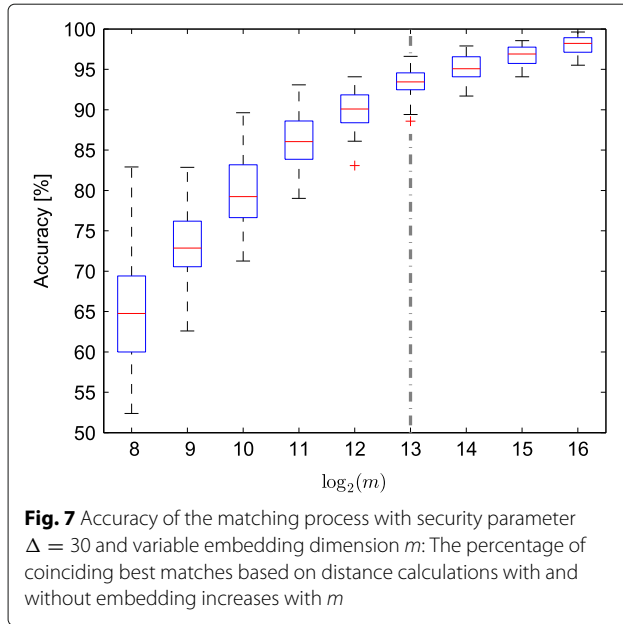 100
95
90
85
80
75
70
65
60
55
50
Accuracy [%]
8 9 10 11 12 13 14 15 16
log₂(m)
Fig. 7 Accuracy of the matching process with security parameter
Δ = 30 and variable embedding dimension m: The percentage of
coinciding best matches based on distance calculations with and
without embedding increases with m